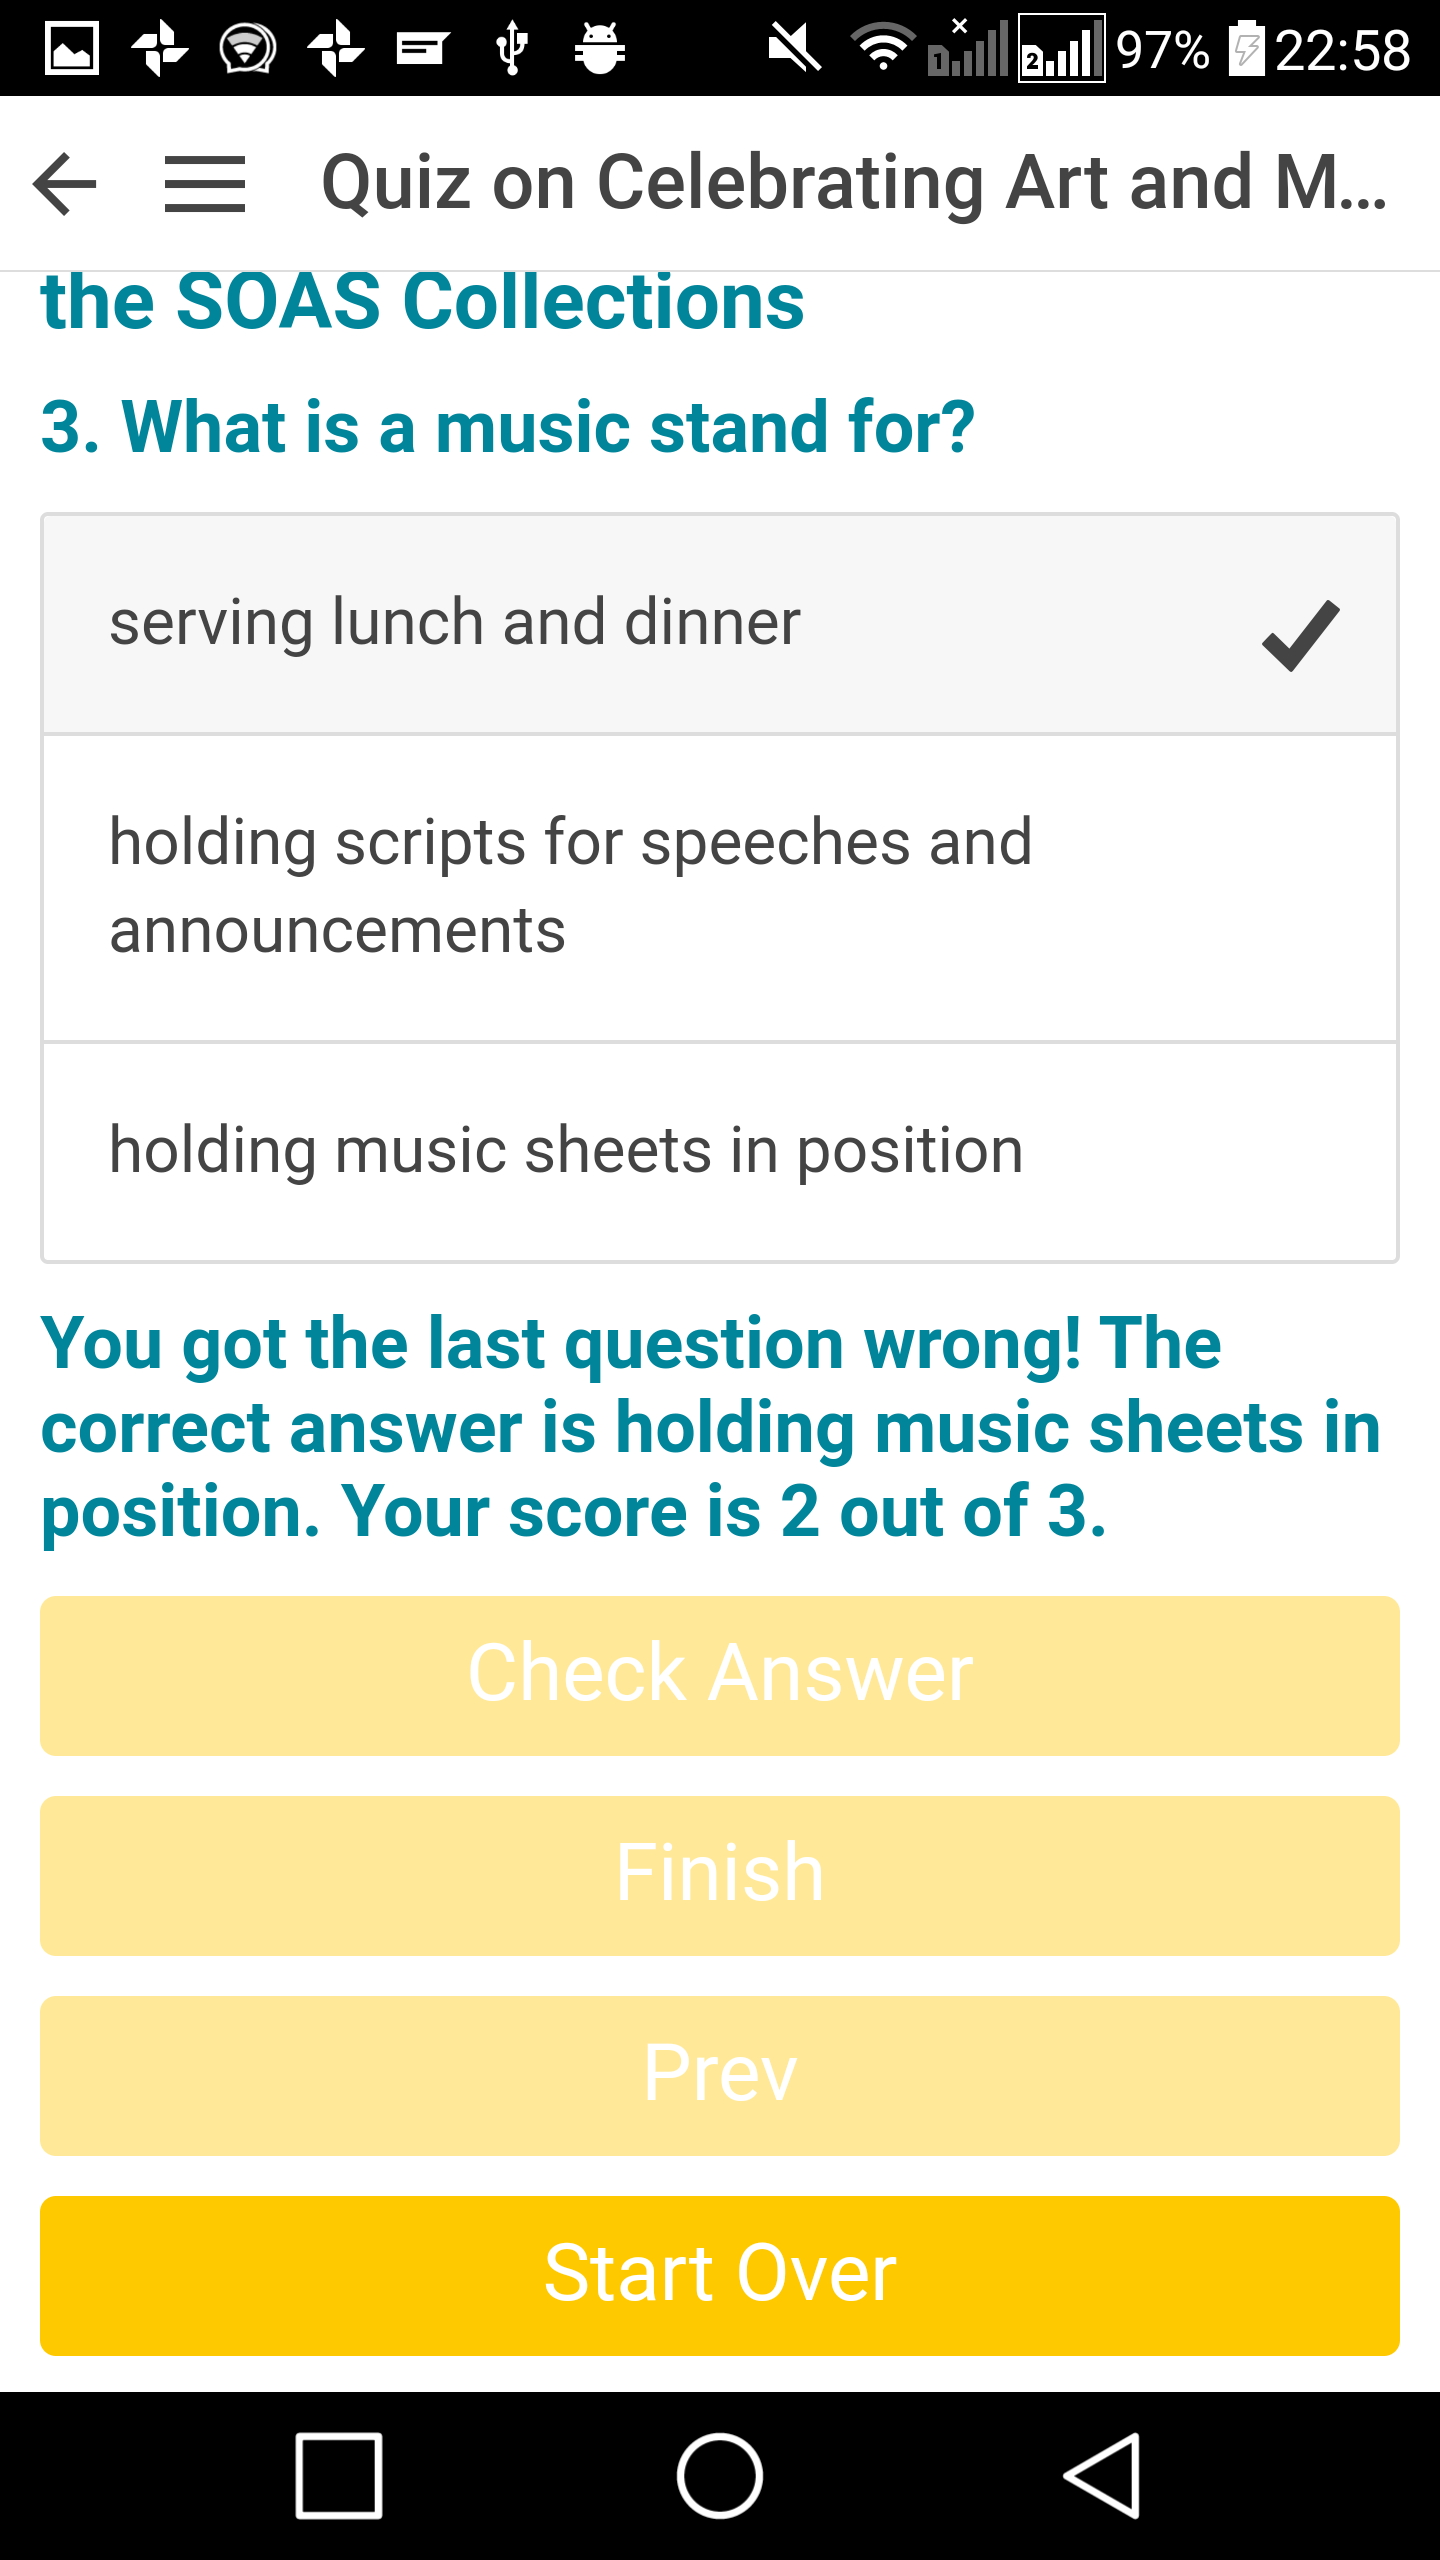 97% 22:58
Quiz on Celebrating Art and M...
the SOAS Collections
3. What is a music stand for?
serving lunch and dinner
holding scripts for speeches and
announcements
holding music sheets in position
You got the last question wrong! The
correct answer is holding music sheets in
position. Your score is 2 out of 3.
Check Answer
Finish
Prev
Start Over